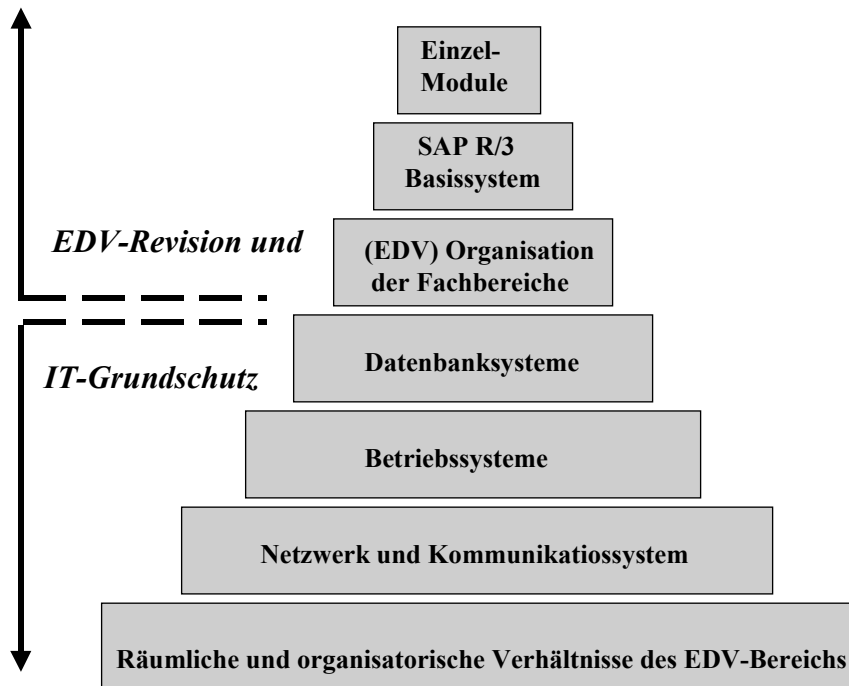 Einzel-
Module
SAP R/3
Basissystem
EDV-Revision und
(EDV) Organisation
der Fachbereiche
IT-Grundschutz
Datenbanksysteme
Betriebssysteme
Netzwerk und Kommunikatiossystem
Räumliche und organisatorische Verhältnisse des EDV-Bereichs